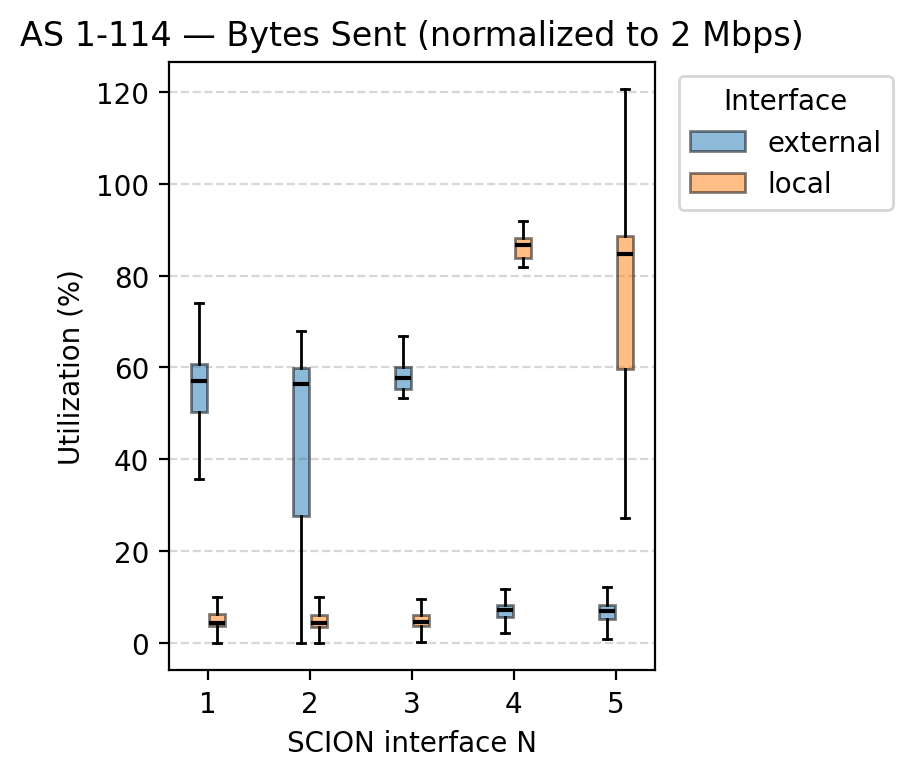 AS 1-114 — Bytes Sent (normalized to 2 Mbps)
Interface
external
local
Utilization (%)
120
100
80
60
40
20
0
1 2 3 4 5
SCION interface N